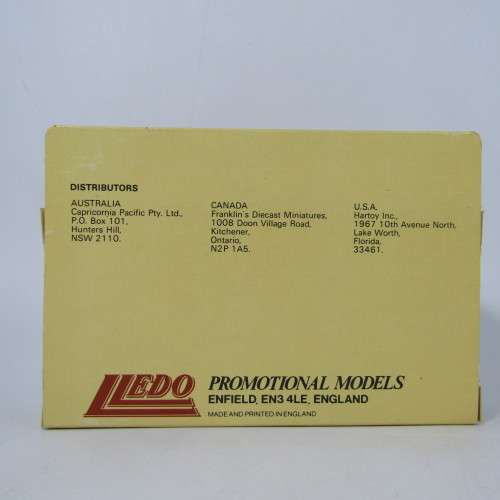 DISTRIBUTORS
AUSTRALIA
Capricornia Pacific Pty. Ltd.,
P.O. Box 101,
Hunters Hill,
NSW 2110.
CANADA
Franklin's Diecast Miniatures,
1008 Doon Village Road,
Kitchener,
Ontario,
N2P 1A5.
U.S.A.
Hartoy Inc.,
1967 10th Avenue North,
Lake Worth,
Florida,
33461.
LLEDO
PROMOTIONAL MODELS
ENFIELD, EN3 4LE, ENGLAND
MADE AND PRINTED IN ENGLAND